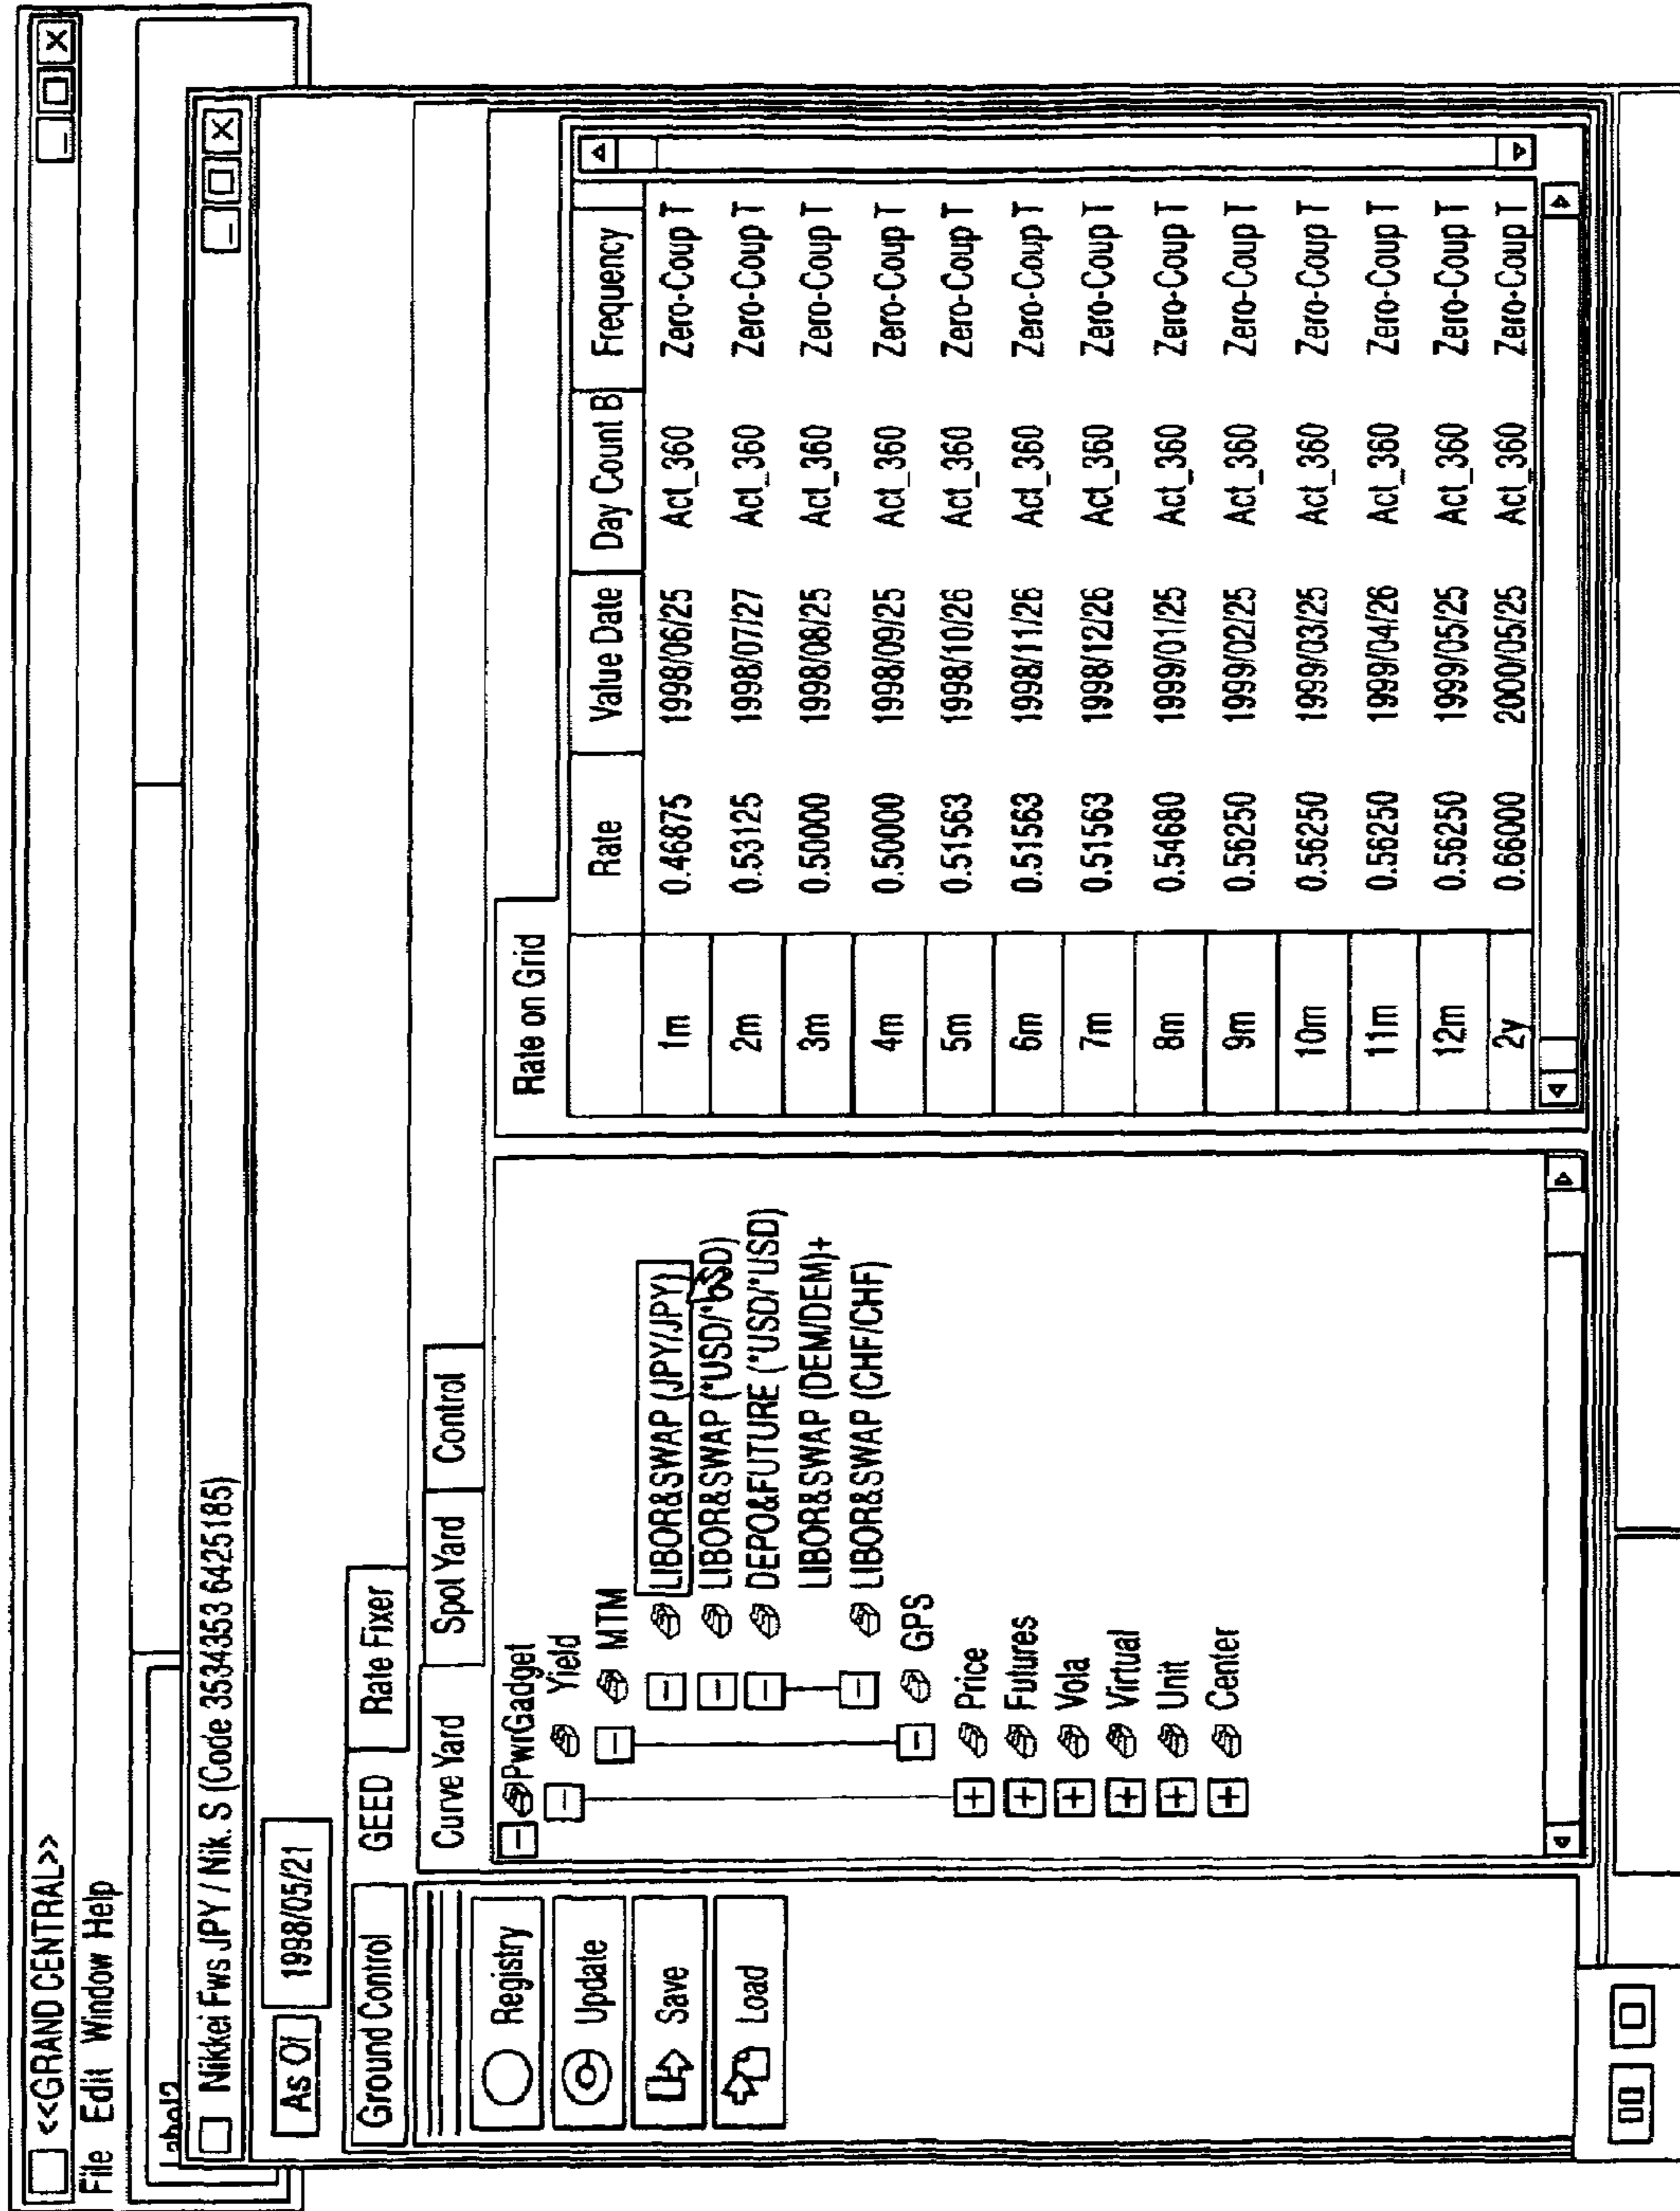 <<GRAND CENTRAL>>
File Edit Window Help
Nikkei Fws JPY / Nik. S (Code 3534353 6425185)
As Of 1998/05/21
Ground Control GEED Rate Fixer
Curve Yard Spot Yard Control
Registry
Update
Save
Load
PwrGadget
Yield
MTM
LIBOR&SWAP (JPY/JPY)
LIBOR&SWAP (*USD/*USD)
DEPO&FUTURE (*USD/*USD)
LIBOR&SWAP (DEM/DEM)+
LIBOR&SWAP (CHF/CHF)
GPS
Price
Futures
Vola
Virtual
Unit
Center
Rate on Grid
Rate Value Date Day Count B Frequency
1m 0.46875 1998/06/25 Act_360 Zero-Coup T
2m 0.53125 1998/07/27 Act_360 Zero-Coup T
3m 0.50000 1998/08/25 Act_360 Zero-Coup T
4m 0.50000 1998/09/25 Act_360 Zero-Coup T
5m 0.51563 1998/10/26 Act_360 Zero-Coup T
6m 0.51563 1998/11/26 Act_360 Zero-Coup T
7m 0.51563 1998/12/26 Act_360 Zero-Coup T
8m 0.54680 1999/01/25 Act_360 Zero-Coup T
9m 0.56250 1999/02/25 Act_360 Zero-Coup T
10m 0.56250 1999/03/25 Act_360 Zero-Coup T
11m 0.56250 1999/04/26 Act_360 Zero-Coup T
12m 0.56250 1999/05/25 Act_360 Zero-Coup T
2y 0.66000 2000/05/25 Act_360 Zero-Coup T